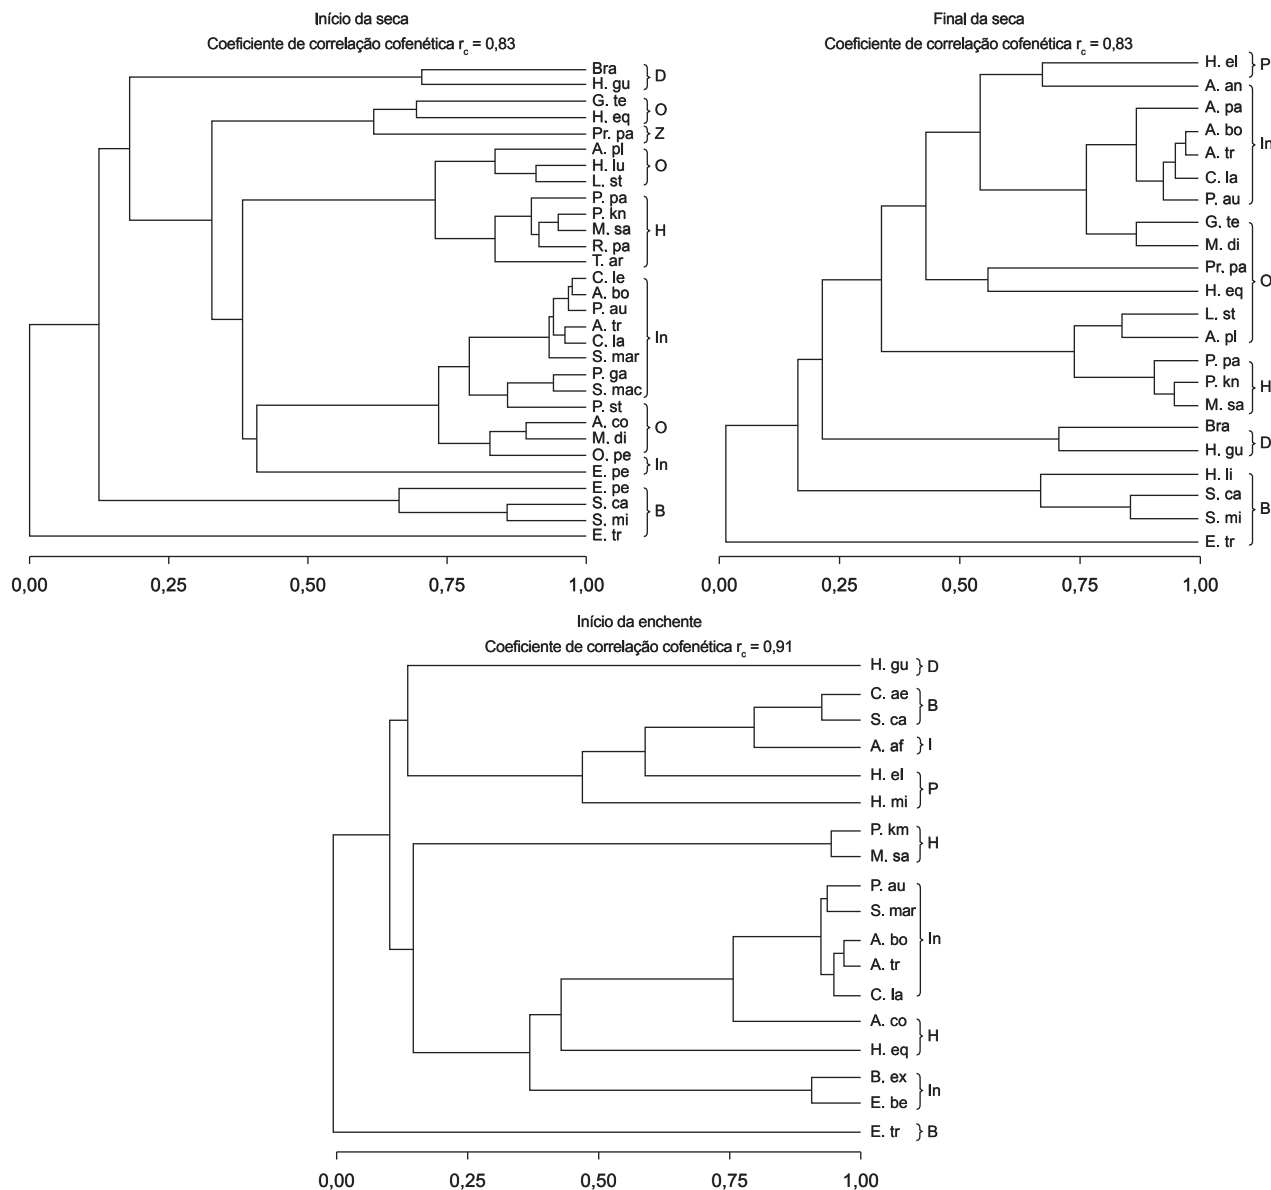 Início da seca
Coeficiente de correlação cofenética rc = 0,83
Bra
H. gu
D
G. te
H. eq
O
Pr. pa
Z
A. pl
H. lu
L. st
O
P. pa
P. kn
M. sa
R. pa
T. ar
H
C. le
A. bo
P. au
A. tr
C. la
S. mar
P. ga
S. mac
In
P. st
A. co
M. di
O. pe
O
E. pe
In
E. pe
S. ca
S. mi
E. tr
B
0,00 0,25 0,50 0,75 1,00
Final da seca
Coeficiente de correlação cofenética rc = 0,83
H. el
P
A. an
A. pa
A. bo
A. tr
C. la
P. au
In
G. te
M. di
Pr. pa
H. eq
L. st
A. pl
O
P. pa
P. kn
M. sa
H
Bra
H. gu
D
H. li
S. ca
S. mi
E. tr
B
0,00 0,25 0,50 0,75 1,00
Início da enchente
Coeficiente de correlação cofenética rc = 0,91
H. gu
D
C. ae
S. ca
B
A. af
I
H. el
H. mi
P
P. km
M. sa
H
P. au
S. mar
A. bo
A. tr
C. la
In
A. co
H. eq
H
B. ex
E. be
In
E. tr
B
0,00 0,25 0,50 0,75 1,00